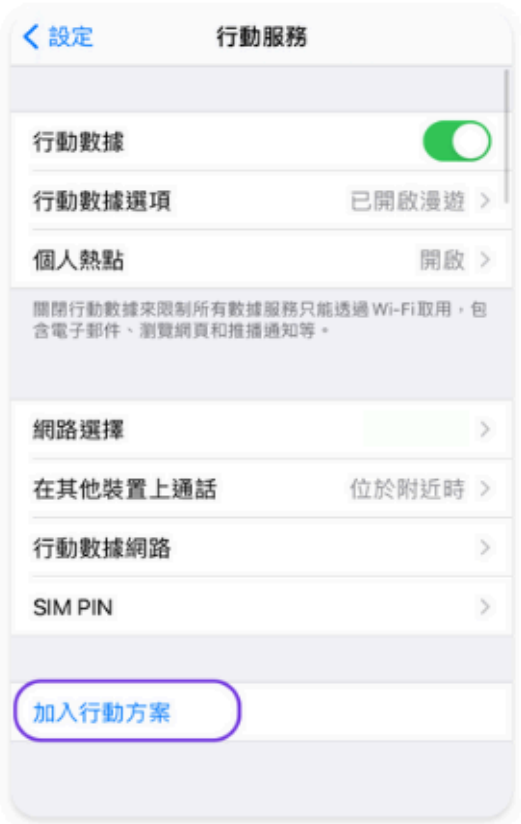 設定
行動服務
行動數據
行動數據選項 已開啟漫遊
個人熱點 開啟
關閉行動數據來限制所有數據服務只能透過 Wi-Fi 取用，包
含電子郵件、瀏覽網頁和推播通知等。
網路選擇
在其他裝置上通話 位於附近時
行動數據網路
SIM PIN
加入行動方案